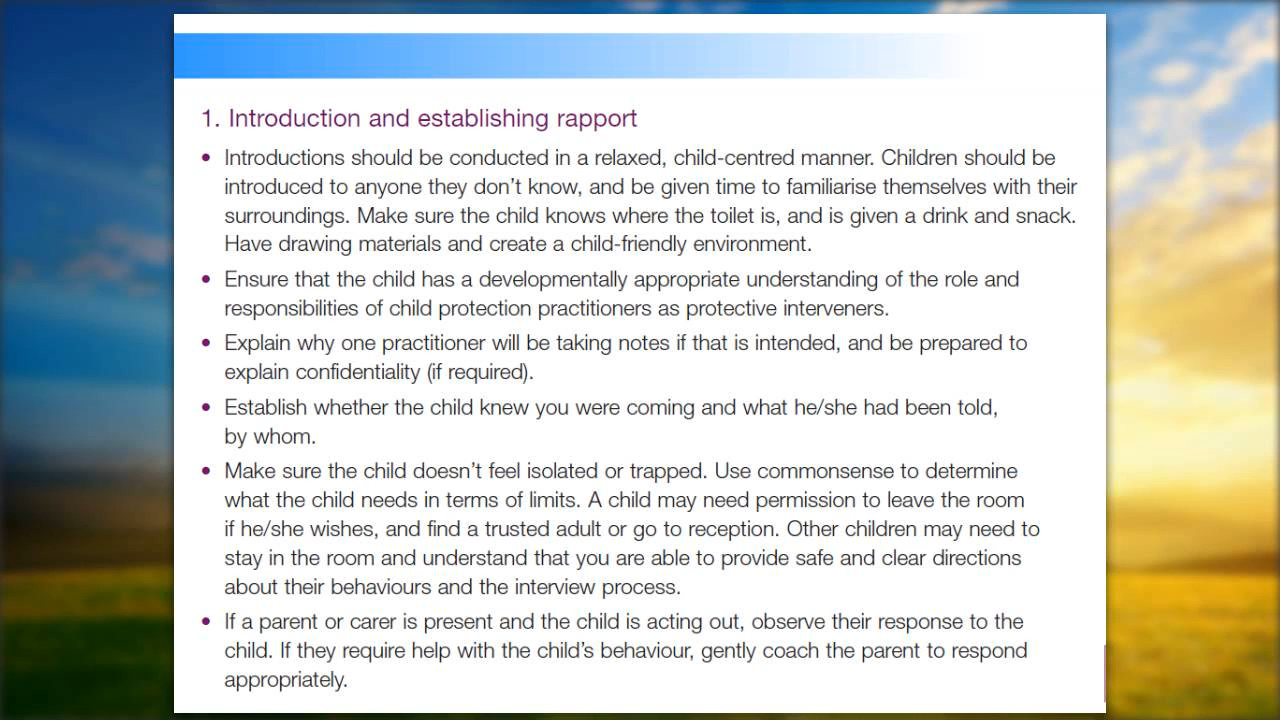 1. Introduction and establishing rapport
• Introductions should be conducted in a relaxed, child-centred manner. Children should be
introduced to anyone they don’t know, and be given time to familiarise themselves with their
surroundings. Make sure the child knows where the toilet is, and is given a drink and snack.
Have drawing materials and create a child-friendly environment.
• Ensure that the child has a developmentally appropriate understanding of the role and
responsibilities of child protection practitioners as protective interveners.
• Explain why one practitioner will be taking notes if that is intended, and be prepared to
explain confidentiality (if required).
• Establish whether the child knew you were coming and what he/she had been told,
by whom.
• Make sure the child doesn’t feel isolated or trapped. Use commonsense to determine
what the child needs in terms of limits. A child may need permission to leave the room
if he/she wishes, and find a trusted adult or go to reception. Other children may need to
stay in the room and understand that you are able to provide safe and clear directions
about their behaviours and the interview process.
• If a parent or carer is present and the child is acting out, observe their response to the
child. If they require help with the child’s behaviour, gently coach the parent to respond
appropriately.